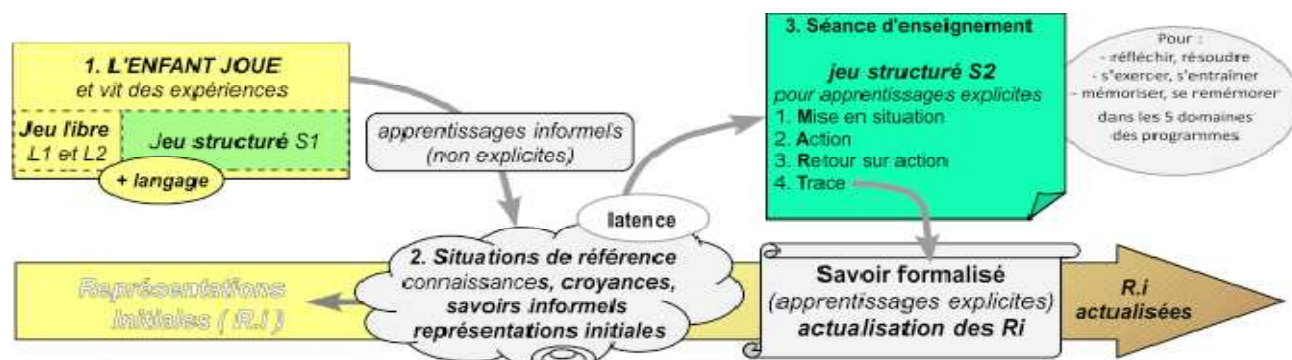 1. L'ENFANT JOUE
et vit des expériences
Jeu libre
L1 et L2
Jeu structuré S1
+ langage
apprentissages informels
(non explicites)
3. Séance d'enseignement
jeu structuré S2
pour apprentissages explicites
1. Mise en situation
2. Action
3. Retour sur action
4. Trace
Pour :
- réfléchir, résoudre
- s'exercer, s'entraîner
- mémoriser, se remémorer
dans les 5 domaines
des programmes
latence
Représentations
Initiales ( R.i )
2. Situations de référence
connaissances, croyances,
savoirs informels
représentations initiales
Savoir formalisé
(apprentissages explicites)
actualisation des Ri
R.i
actualisées